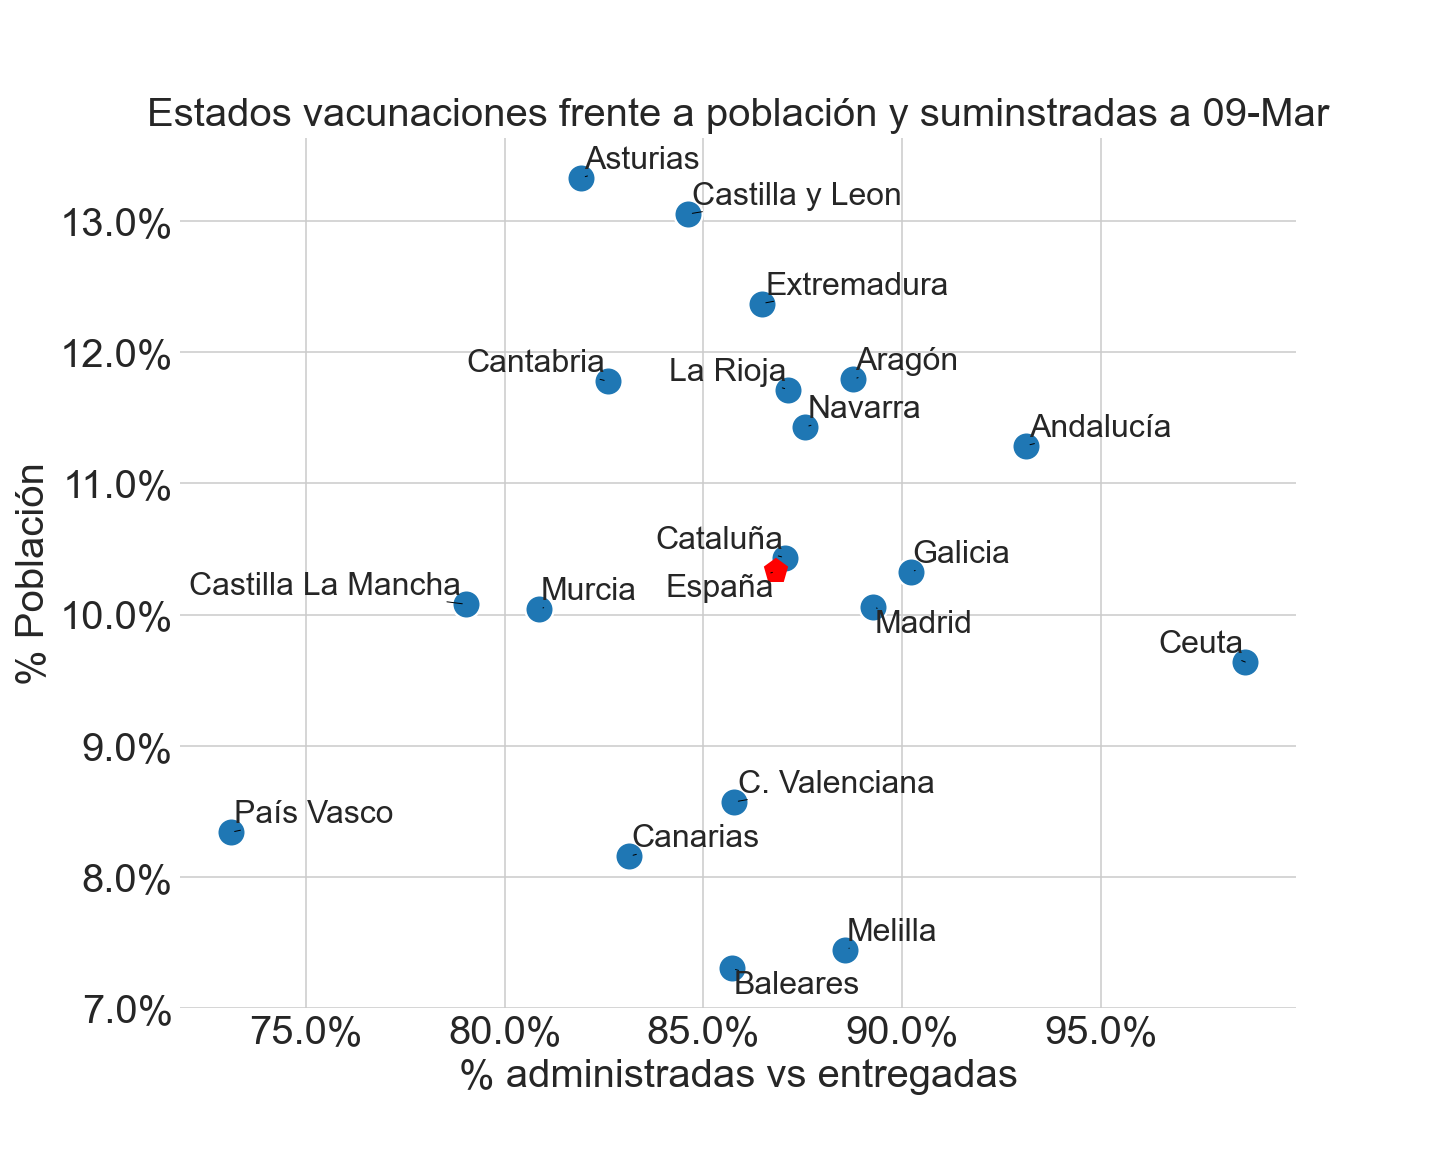 Estados vacunaciones frente a población y suminstradas a 09-Mar
Asturias
Castilla y Leon
13.0%
Extremadura
12.0%
Cantabria
La Rioja
Aragón
Navarra
Andalucía
11.0%
% Población
Cataluña
Galicia
España
Castilla La Mancha
Murcia
10.0%
Madrid
Ceuta
9.0%
C. Valenciana
País Vasco
Canarias
8.0%
Melilla
Baleares
7.0%
75.0% 80.0% 85.0% 90.0% 95.0%
% administradas vs entregadas